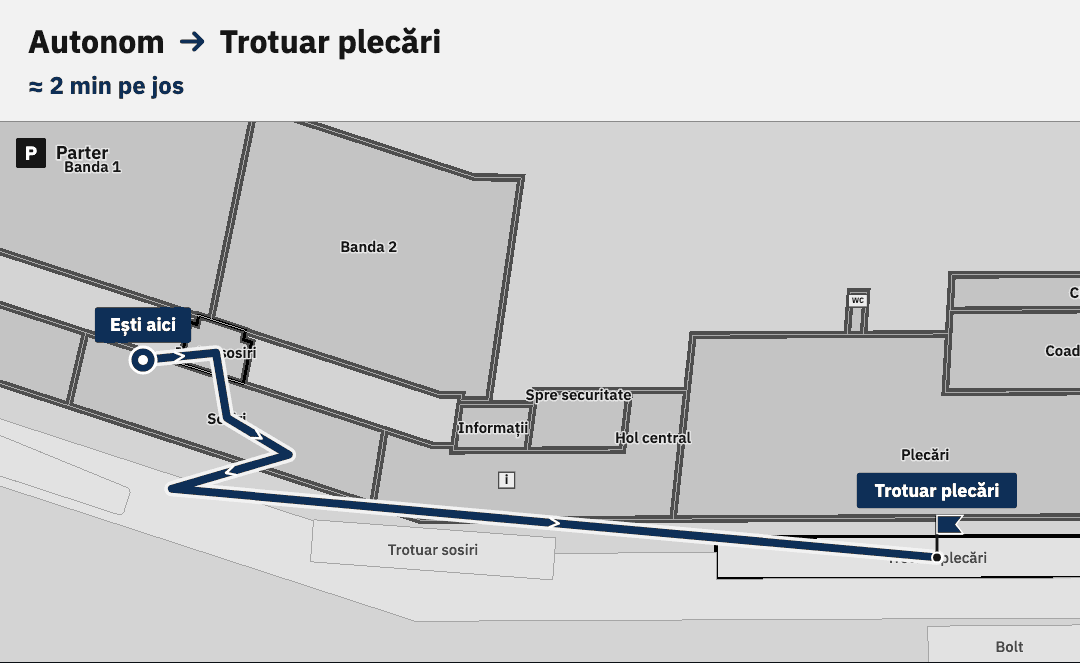 Autonom → Trotuar plecări
≈ 2 min pe jos
P Parter
Banda 1
Banda 2
wc
Ești aici
Coad
Spre securitate
Informații
Hol central
Plecări
i
Trotuar plecări
Trotuar sosiri
plecări
Bolt